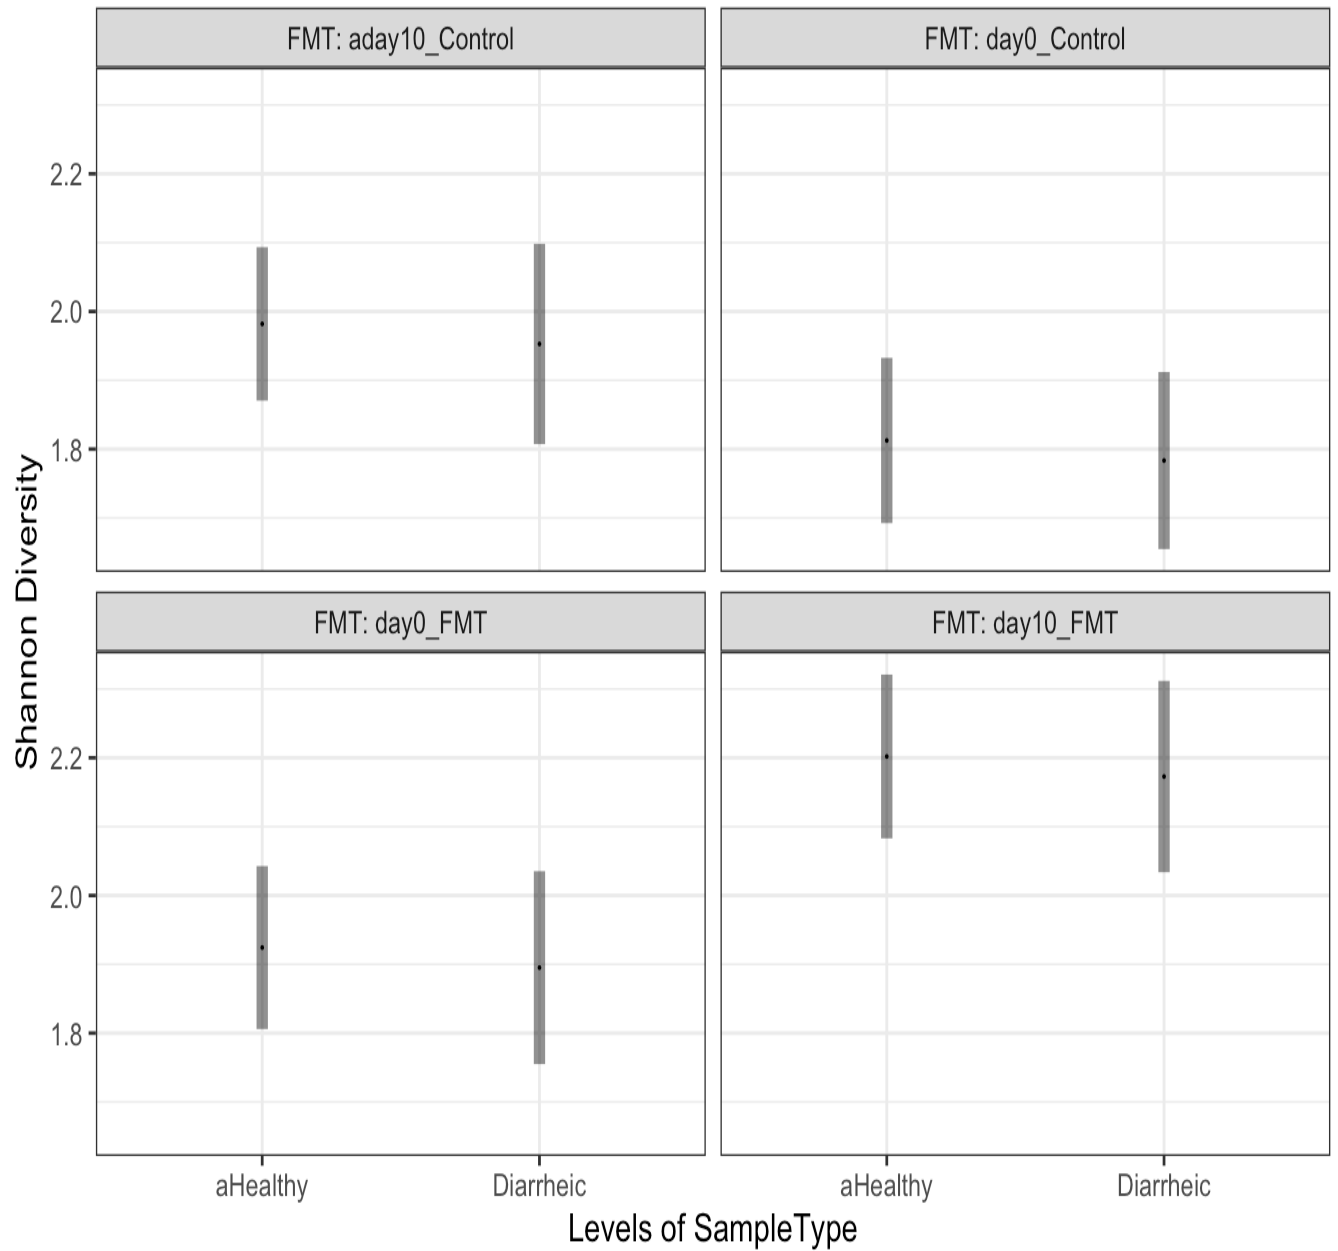 FMT: aday10_Control
FMT: day0_Control
2.2
2.0
1.8
FMT: day0_FMT
FMT: day10_FMT
2.2
2.0
1.8
Shannon Diversity
aHealthy
Diarrheic
aHealthy
Diarrheic
Levels of SampleType